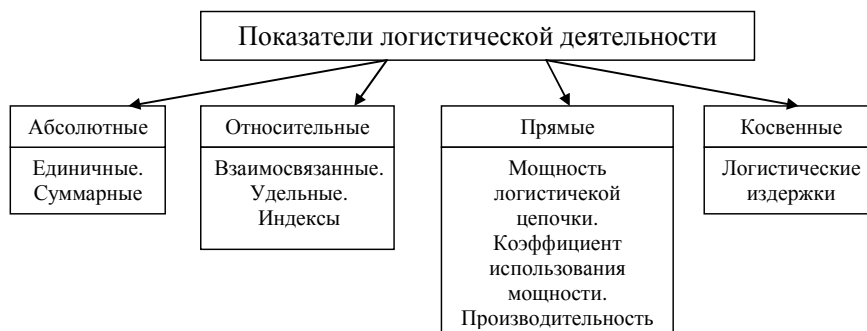 Показатели логистической деятельности
Абсолютные
Единичные.
Суммарные
Относительные
Взаимосвязанные.
Удельные.
Индексы
Прямые
Мощность
логистичекой
цепочки.
Коэффициент
использования
мощности.
Производительность
Косвенные
Логистические
издержки